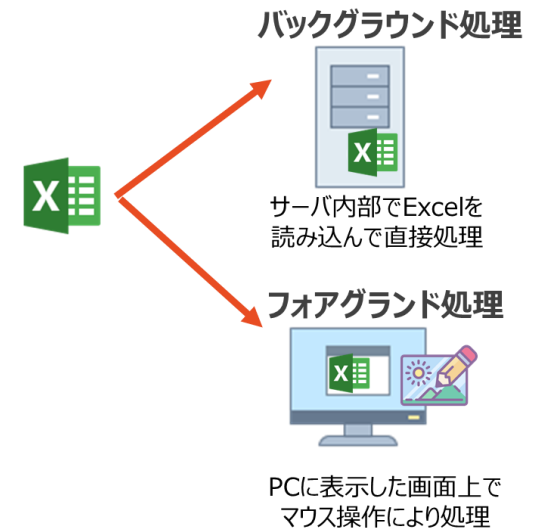 バックグラウンド処理
X
サーバ内部でExcelを
読み込んで直接処理
X
フォアグランド処理
X
PCに表示した画面上で
マウス操作により処理